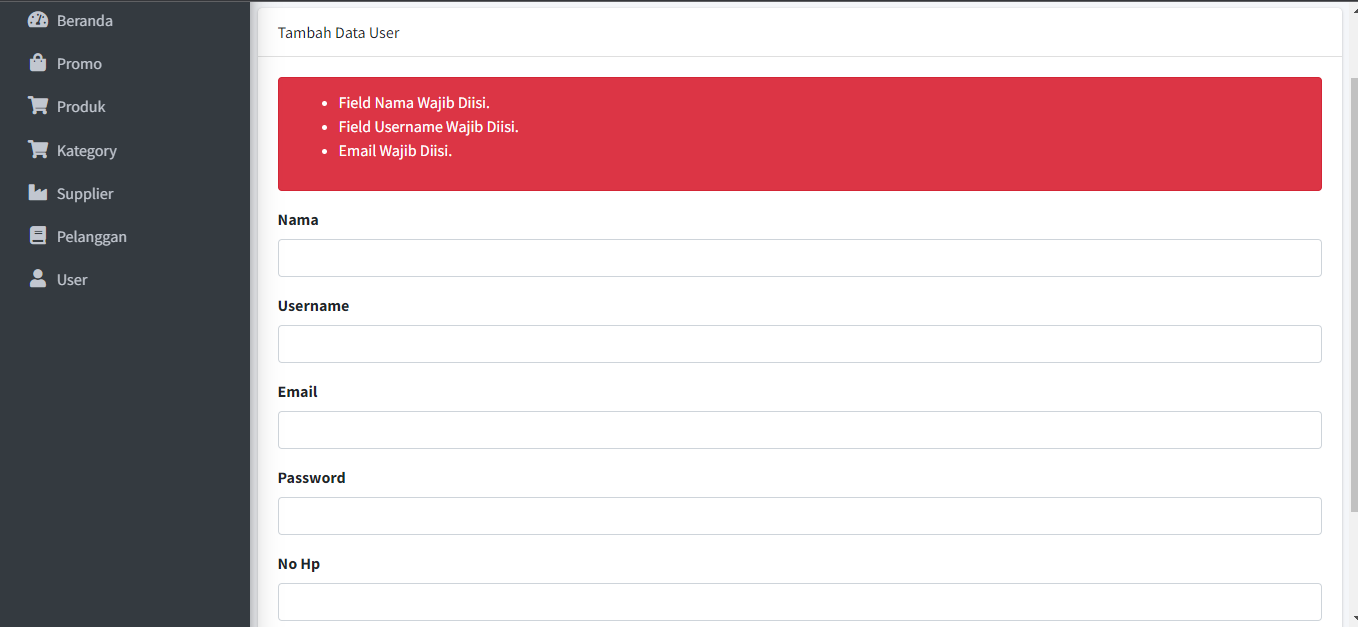 Beranda
Promo
Produk
Kategory
Supplier
Pelanggan
User
Tambah Data User
Field Nama Wajib Diisi.
Field Username Wajib Diisi.
Email Wajib Diisi.
Nama
Username
Email
Password
No Hp